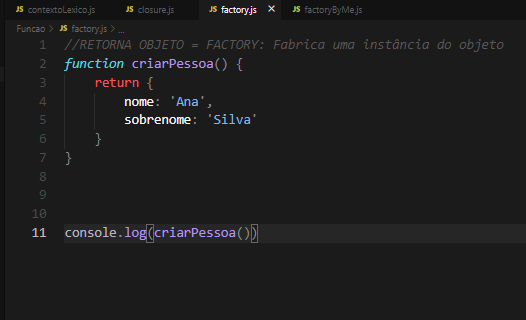 JS contextoLexico.js JS closure.js JS factory.js × JS factoryByMe.js
Funcao > JS factory.js > ...
1 //RETORNA OBJETO = FACTORY: Fabrica uma instância do objeto
2 function criarPessoa() {
3 return {
4 nome: 'Ana',
5 sobrenome: 'Silva'
6 }
7 }
8
9
10
11 console.log(criarPessoa())